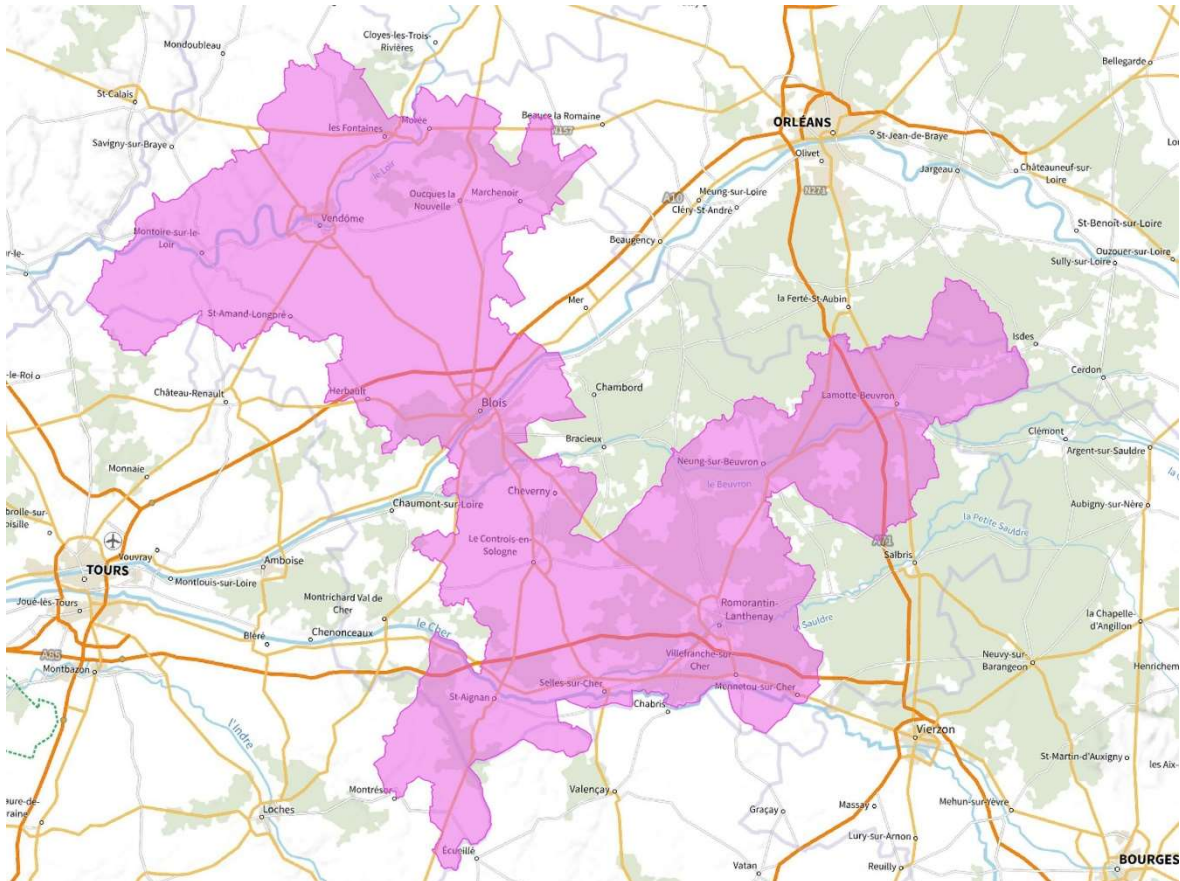 Mondoubleau
Cloyes-les-Trois-
Rivières
Bellegarde
St-Calais
les Fontaines
Morée
Beauce la Romaine
N157
ORLÉANS
St-Jean-de-Braye
Savigny-sur-Braye
Olivet
Jargeau
Châteauneuf-sur-
Loire
le Loir
Oucques la
Nouvelle
Marchenoir
A10
Meung-sur-Loire
N271
Cléry-St-André
Vendôme
St-Benoît-sur-Loire
Montoire-sur-le-
Loir
Beaugency
Ouzouer-sur-Loire
Sully-sur-Loire
St-Amand-Longpré
Mer
la Ferté-St-Aubin
Isdes
-le-Roi
Cerdon
Château-Renault
Herbault
Blois
Chambord
Lamotte-Beuvron
Bracieux
Clémont
Argent-sur-Sauldre
Monnaie
Neung-sur-Beuvron
le Beuvron
Cheverny
Chaumont-sur-Loire
Aubigny-sur-Nère
la Petite Sauldre
Le Controis-en-
Sologne
A71
Salbris
Vouvray
TOURS
Amboise
Montlouis-sur-Loire
Joué-lès-Tours
Montrichard Val de
Cher
Romorantin-
Lanthenay
la Sauldre
la Chapelle-
d'Angillon
le Cher
Bléré
Chenonceaux
A85
Montbazon
Villefranche-sur-
Cher
Neuvy-sur-
Barangeon
Henrichem
St-Aignan
Selles-sur-Cher
Mennetou-sur-Cher
Chabris
l'Indre
Vierzon
St-Martin-d'Auxigny
les Aix-
Montrésor
Valençay
Loches
Graçay
Massay
Mehun-sur-Yèvre
Lury-sur-Arnon
Écueillé
Vatan
Reuilly
BOURGES